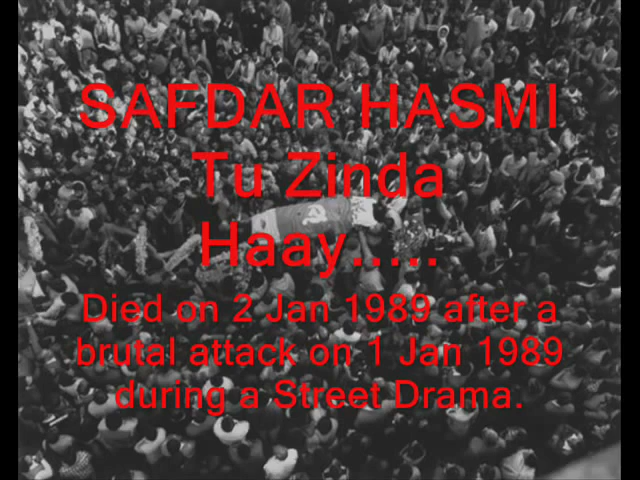 SAFDAR HASMI
Tu Zinda
Haay.....
Died on 2 Jan 1989 after a
brutal attack on 1 Jan 1989
during a Street Drama.